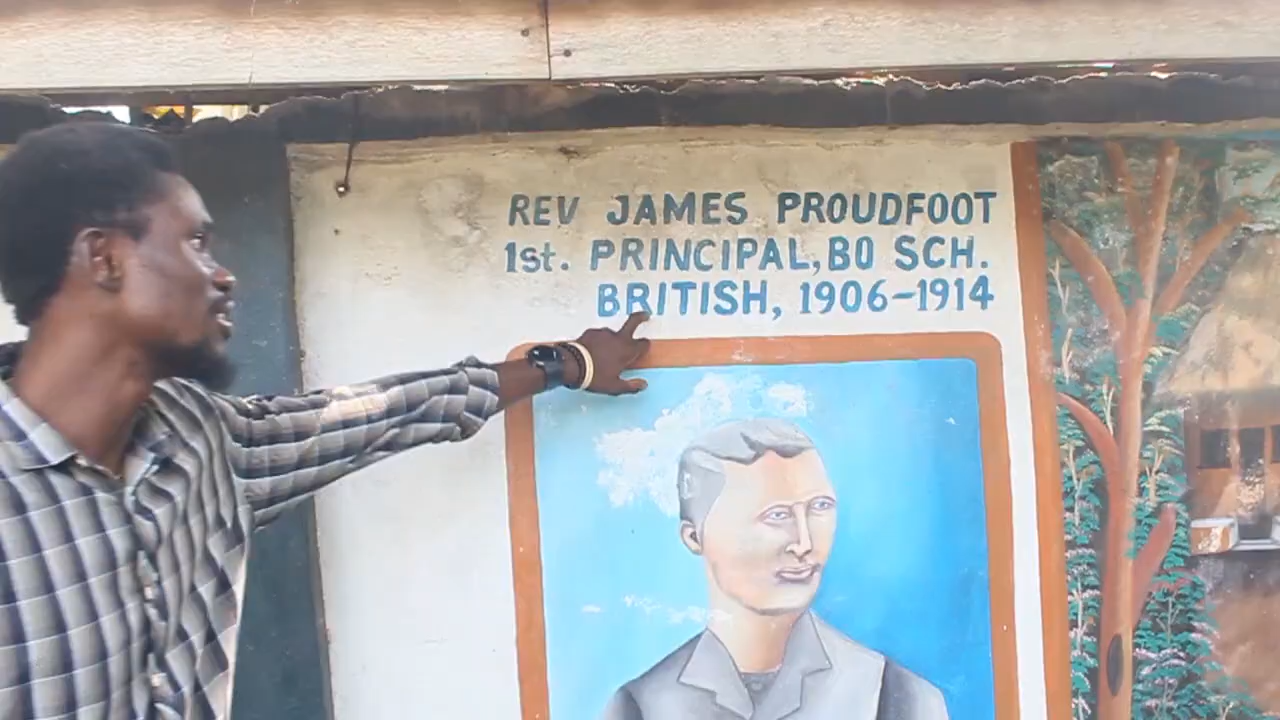 REV JAMES PROUDFOOT
1st. PRINCIPAL, BO SCH.
BRITISH, 1906-1914